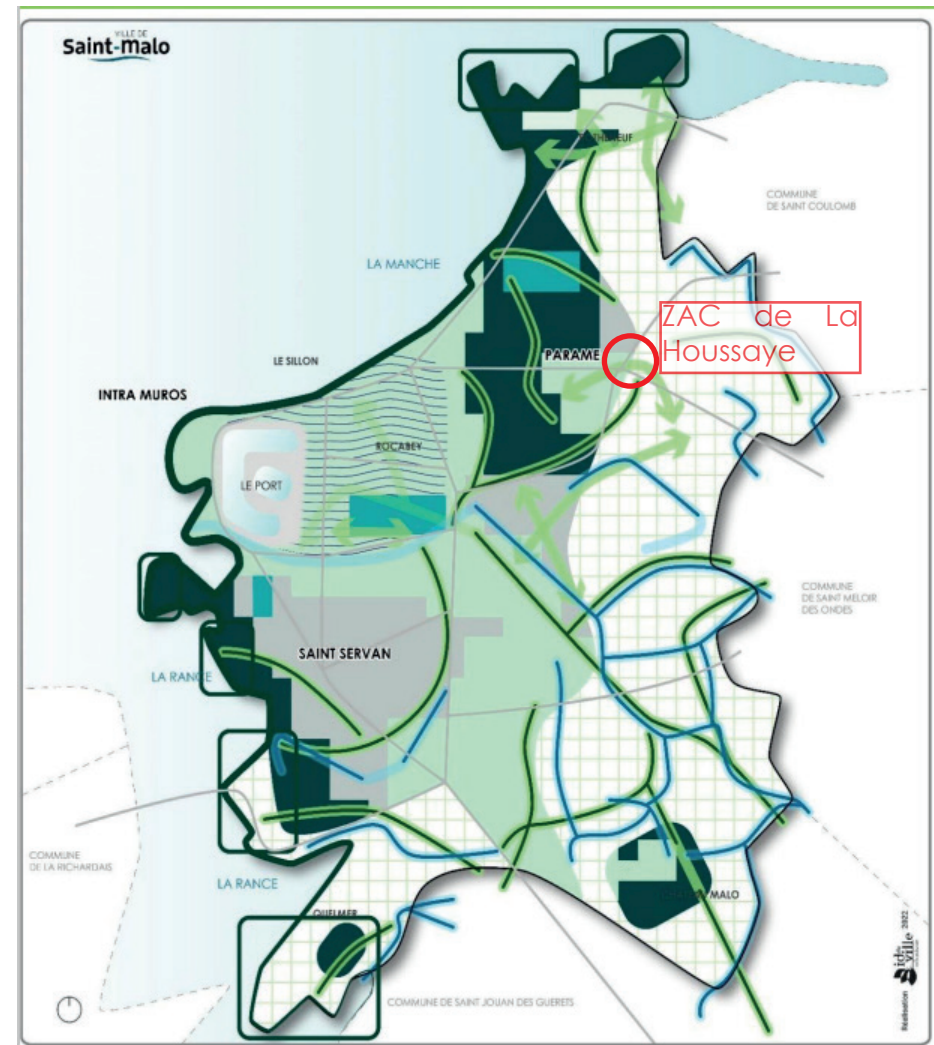 VILLE DE
Saint-malo
COMMUNE
DE SAINT COULOMB
LA MANCHE
ZAC de La
Houssaye
PARAME
LE SILLON
INTRA MUROS
ROCABEY
LE PORT
COMMUNE
DE SAINT MELOIR
DES ONDES
SAINT SERVAN
LA RANCE
COMMUNE
DE LA RICHARDAIS
LA RANCE
MALO
QUELMER
COMMUNE DE SAINT JOUAN DES GUERETS
Réalisation
id
ville
2022